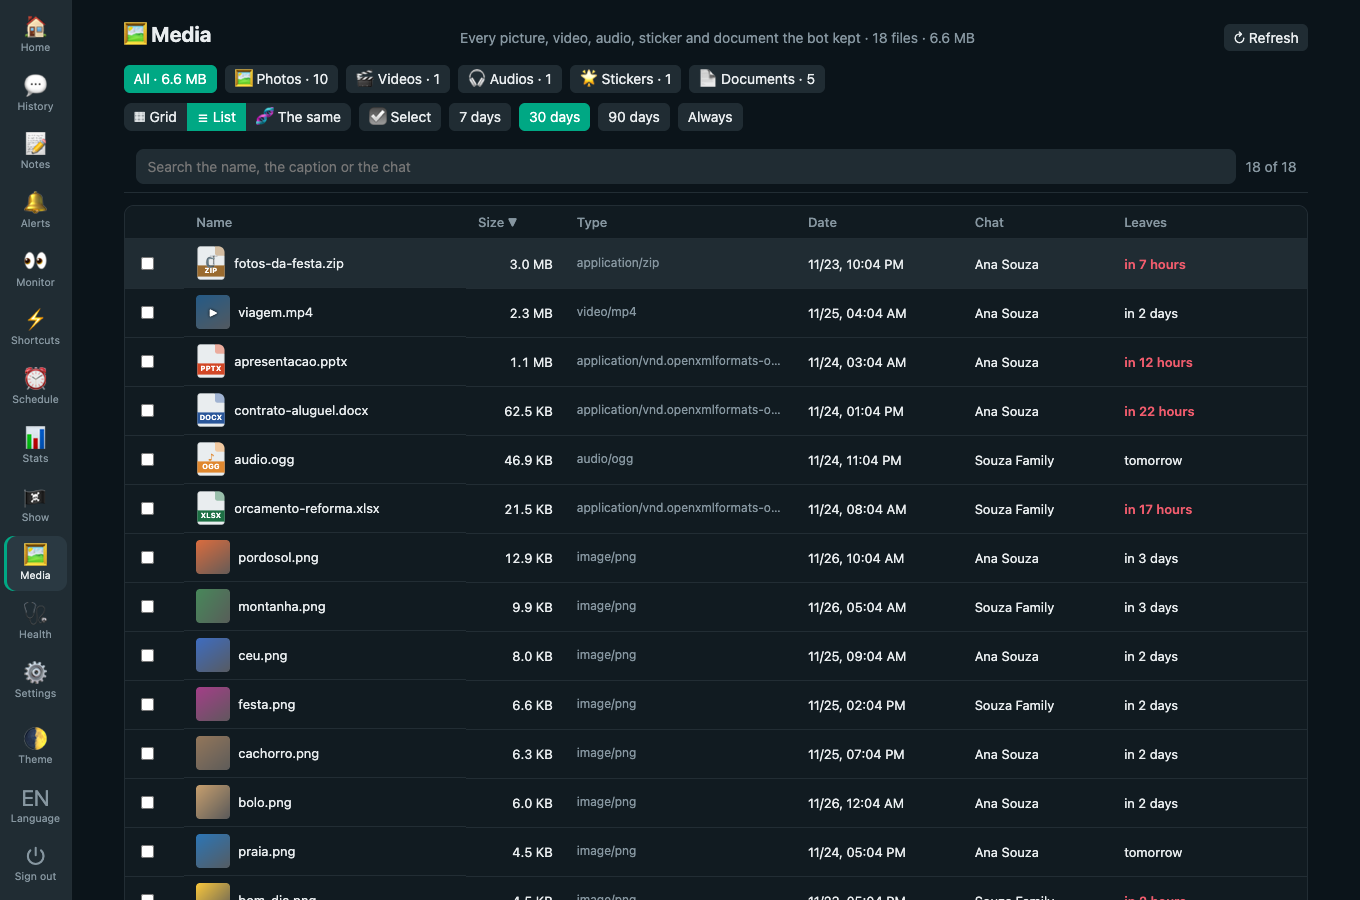 Home
History
Notes
Alerts
Monitor
Shortcuts
Schedule
Stats
Show
Media
Health
Settings
Theme
EN
Language
Sign out
Media
Every picture, video, audio, sticker and document the bot kept · 18 files · 6.6 MB
Refresh
All · 6.6 MB Photos · 10 Videos · 1 Audios · 1 Stickers · 1 Documents · 5
Grid List The same Select 7 days 30 days 90 days Always
Search the name, the caption or the chat 18 of 18
Name Size ▼ Type Date Chat Leaves
ZIP fotos-da-festa.zip 3.0 MB application/zip 11/23, 10:04 PM Ana Souza in 7 hours
viagem.mp4 2.3 MB video/mp4 11/25, 04:04 AM Ana Souza in 2 days
PPTX apresentacao.pptx 1.1 MB application/vnd.openxmlformats-o... 11/24, 03:04 AM Ana Souza in 12 hours
DOCX contrato-aluguel.docx 62.5 KB application/vnd.openxmlformats-o... 11/24, 01:04 PM Ana Souza in 22 hours
OGG audio.ogg 46.9 KB audio/ogg 11/24, 11:04 PM Souza Family tomorrow
XLSX orcamento-reforma.xlsx 21.5 KB application/vnd.openxmlformats-o... 11/24, 08:04 AM Souza Family in 17 hours
pordosol.png 12.9 KB image/png 11/26, 10:04 AM Ana Souza in 3 days
montanha.png 9.9 KB image/png 11/26, 05:04 AM Souza Family in 3 days
ceu.png 8.0 KB image/png 11/25, 09:04 AM Ana Souza in 2 days
festa.png 6.6 KB image/png 11/25, 02:04 PM Souza Family in 2 days
cachorro.png 6.3 KB image/png 11/25, 07:04 PM Ana Souza in 2 days
bolo.png 6.0 KB image/png 11/26, 12:04 AM Ana Souza in 2 days
praia.png 4.5 KB image/png 11/24, 05:04 PM Ana Souza tomorrow